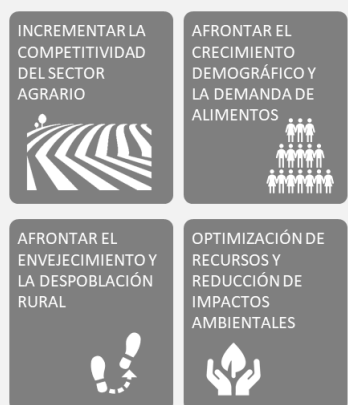 INCREMENTAR LA
COMPETITIVIDAD
DEL SECTOR
AGRARIO
AFRONTAR EL
CRECIMIENTO
DEMOGRÁFICO Y
LA DEMANDA DE
ALIMENTOS
AFRONTAR EL
ENVEJECIMIENTO Y
LA DESPOBLACIÓN
RURAL
OPTIMIZACIÓN DE
RECURSOS Y
REDUCCIÓN DE
IMPACTOS
AMBIENTALES